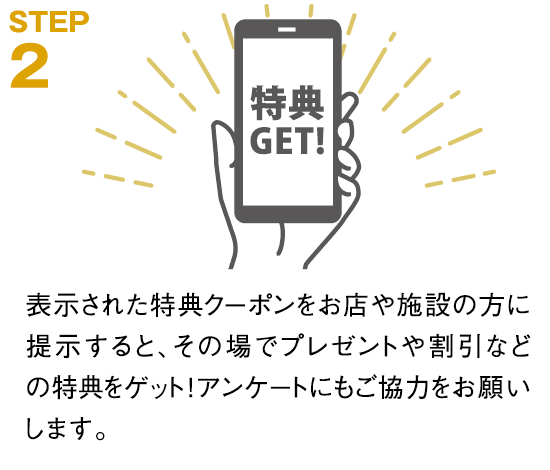 STEP
2
特典
GET!
表示された特典クーポンをお店や施設の方に
提示すると、その場でプレゼントや割引など
の特典をゲット!アンケートにもご協力をお願い
します。